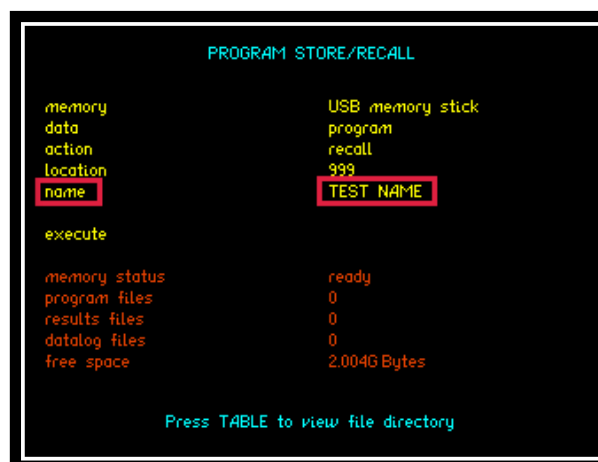 PROGRAM STORE/RECALL
memory USB memory stick
data program
action recall
location 999
name TEST NAME
execute
memory status ready
program files 0
results files 0
datalog files 0
free space 2.004G Bytes
Press TABLE to view file directory